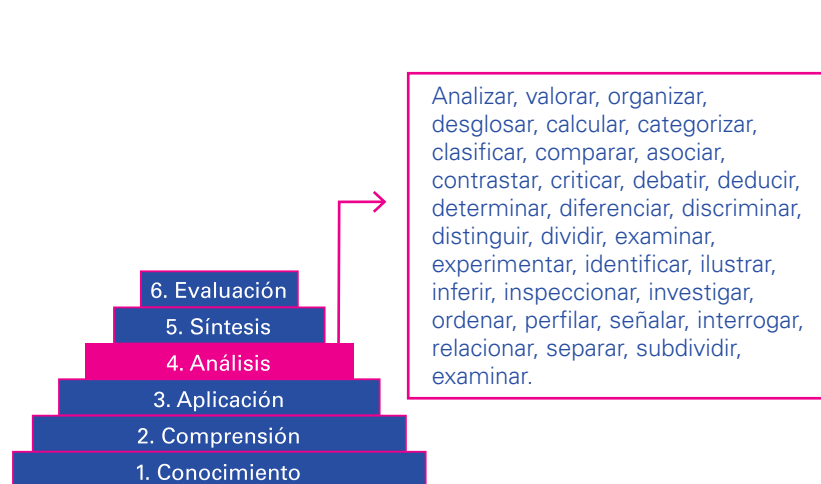 Analizar, valorar, organizar,
desglosar, calcular, categorizar,
clasificar, comparar, asociar,
contrastar, criticar, debatir, deducir,
determinar, diferenciar, discriminar,
distinguir, dividir, examinar,
experimentar, identificar, ilustrar,
inferir, inspeccionar, investigar,
ordenar, perfilar, señalar, interrogar,
relacionar, separar, subdividir,
examinar.
6. Evaluación
5. Síntesis
4. Análisis
3. Aplicación
2. Comprensión
1. Conocimiento